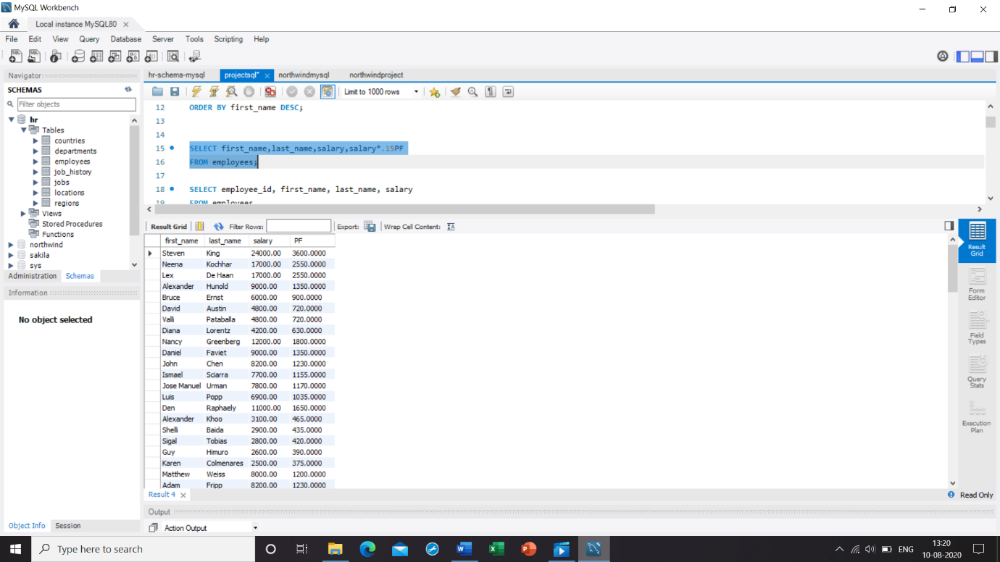 MySQL Workbench
Local instance MySQL80
File Edit View Query Database Server Tools Scripting Help
Navigator
SCHEMAS
Filter objects
hr
Tables
countries
departments
employees
job_history
jobs
locations
regions
Views
Stored Procedures
Functions
northwind
sakila
sys
Administration Schemas
Information
No object selected
Object Info Session
hr-schema-mysql projectsql* northwindmysql northwindproject
Limit to 1000 rows
12 ORDER BY first_name DESC;
13
14
15 SELECT first_name,last_name,salary,salary*.15PF
16 FROM employees;
17
18 SELECT employee_id, first_name, last_name, salary
19 FROM employees
Result Grid Filter Rows: Export: Wrap Cell Content:
first_name last_name salary PF
Steven King 24000.00 3600.0000
Neena Kochhar 17000.00 2550.0000
Lex De Haan 17000.00 2550.0000
Alexander Hunold 9000.00 1350.0000
Bruce Ernst 6000.00 900.0000
David Austin 4800.00 720.0000
Valli Pataballa 4800.00 720.0000
Diana Lorentz 4200.00 630.0000
Nancy Greenberg 12000.00 1800.0000
Daniel Faviet 9000.00 1350.0000
John Chen 8200.00 1230.0000
Ismael Sciarra 7700.00 1155.0000
Jose Manuel Urman 7800.00 1170.0000
Luis Popp 6900.00 1035.0000
Den Raphaely 11000.00 1650.0000
Alexander Khoo 3100.00 465.0000
Shelli Baida 2900.00 435.0000
Sigal Tobias 2800.00 420.0000
Guy Himuro 2600.00 390.0000
Karen Colmenares 2500.00 375.0000
Matthew Weiss 8000.00 1200.0000
Adam Fripp 8200.00 1230.0000
Result
Grid
Form
Editor
Field
Types
Query
Stats
Execution
Plan
Result 4
Read Only
Output
Action Output
Type here to search
ENG
13:20
10-08-2020